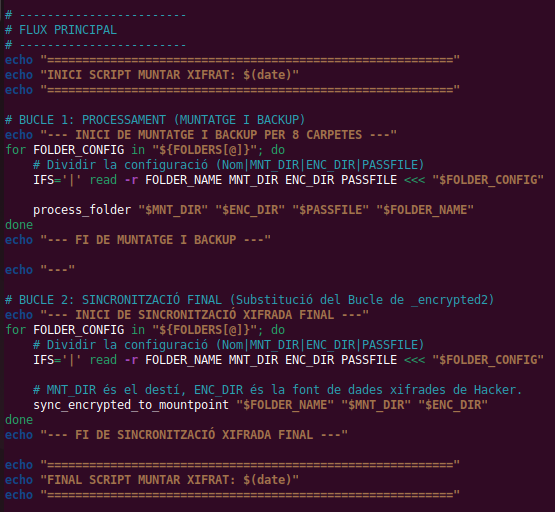 # -------------------------
# FLUX PRINCIPAL
# -------------------------
echo "=========================================================="
echo "INICI SCRIPT MUNTAR XIFRAT: $(date)"
echo "=========================================================="

# BUCLE 1: PROCESSAMENT (MUNTATGE I BACKUP)
echo "--- INICI DE MUNTATGE I BACKUP PER 8 CARPETES ---"
for FOLDER_CONFIG in "${FOLDERS[@]}"; do
    # Dividir la configuració (Nom|MNT_DIR|ENC_DIR|PASSFILE)
    IFS='|' read -r FOLDER_NAME MNT_DIR ENC_DIR PASSFILE <<< "$FOLDER_CONFIG"

    process_folder "$MNT_DIR" "$ENC_DIR" "$PASSFILE" "$FOLDER_NAME"
done
echo "--- FI DE MUNTATGE I BACKUP ---"

echo "---"

# BUCLE 2: SINCRONITZACIÓ FINAL (Substitució del Bucle de _encrypted2)
echo "--- INICI DE SINCRONITZACIÓ XIFRADA FINAL ---"
for FOLDER_CONFIG in "${FOLDERS[@]}"; do
    # Dividir la configuració (Nom|MNT_DIR|ENC_DIR|PASSFILE)
    IFS='|' read -r FOLDER_NAME MNT_DIR ENC_DIR PASSFILE <<< "$FOLDER_CONFIG"

    # MNT_DIR és el destí, ENC_DIR és la font de dades xifrades de Hacker.
    sync_encrypted_to_mountpoint "$FOLDER_NAME" "$MNT_DIR" "$ENC_DIR"
done
echo "--- FI DE SINCRONITZACIÓ XIFRADA FINAL ---"

echo "=========================================================="
echo "FINAL SCRIPT MUNTAR XIFRAT: $(date)"
echo "=========================================================="